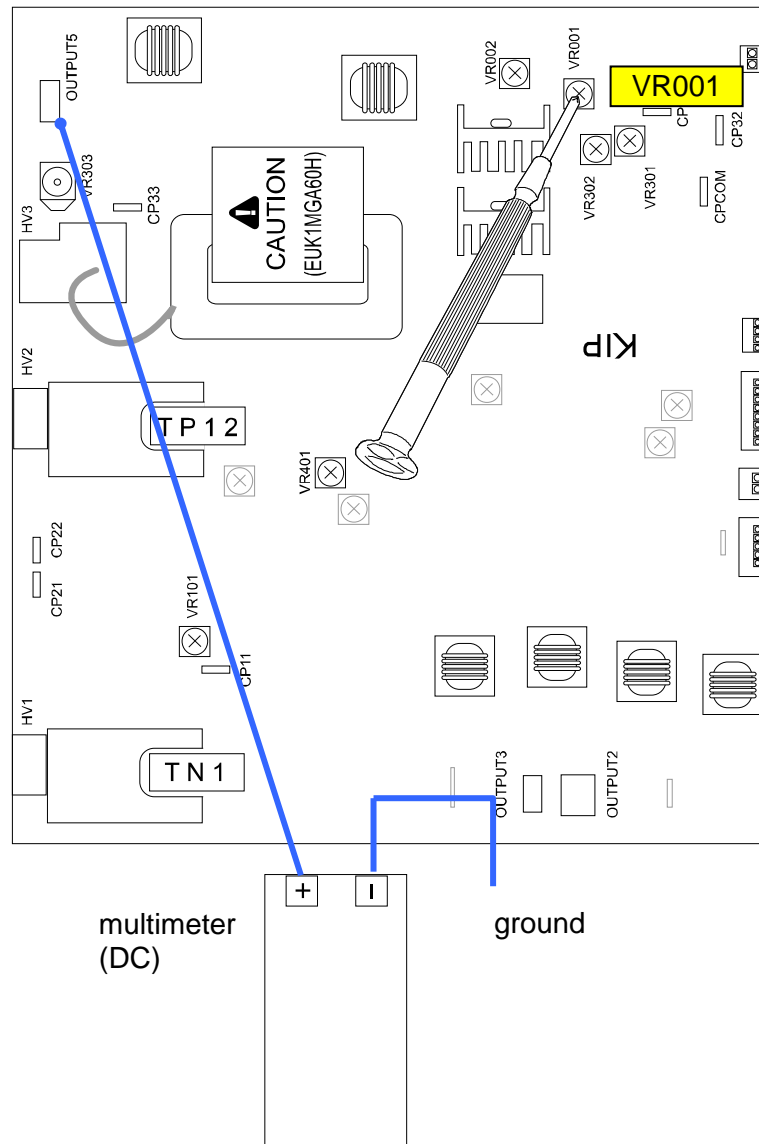 OUTPUT5
VR002
VR001
VR001
CP
CP32
VR303
CP33
VR302
VR301
CPCOM
HV3
CAUTION
(EUK1MGA60H)
KIP
HV2
TP12
VR401
CP22
CP21
VR101
CP11
HV1
TN1
OUTPUT3
OUTPUT2
+
-
multimeter
(DC)
ground